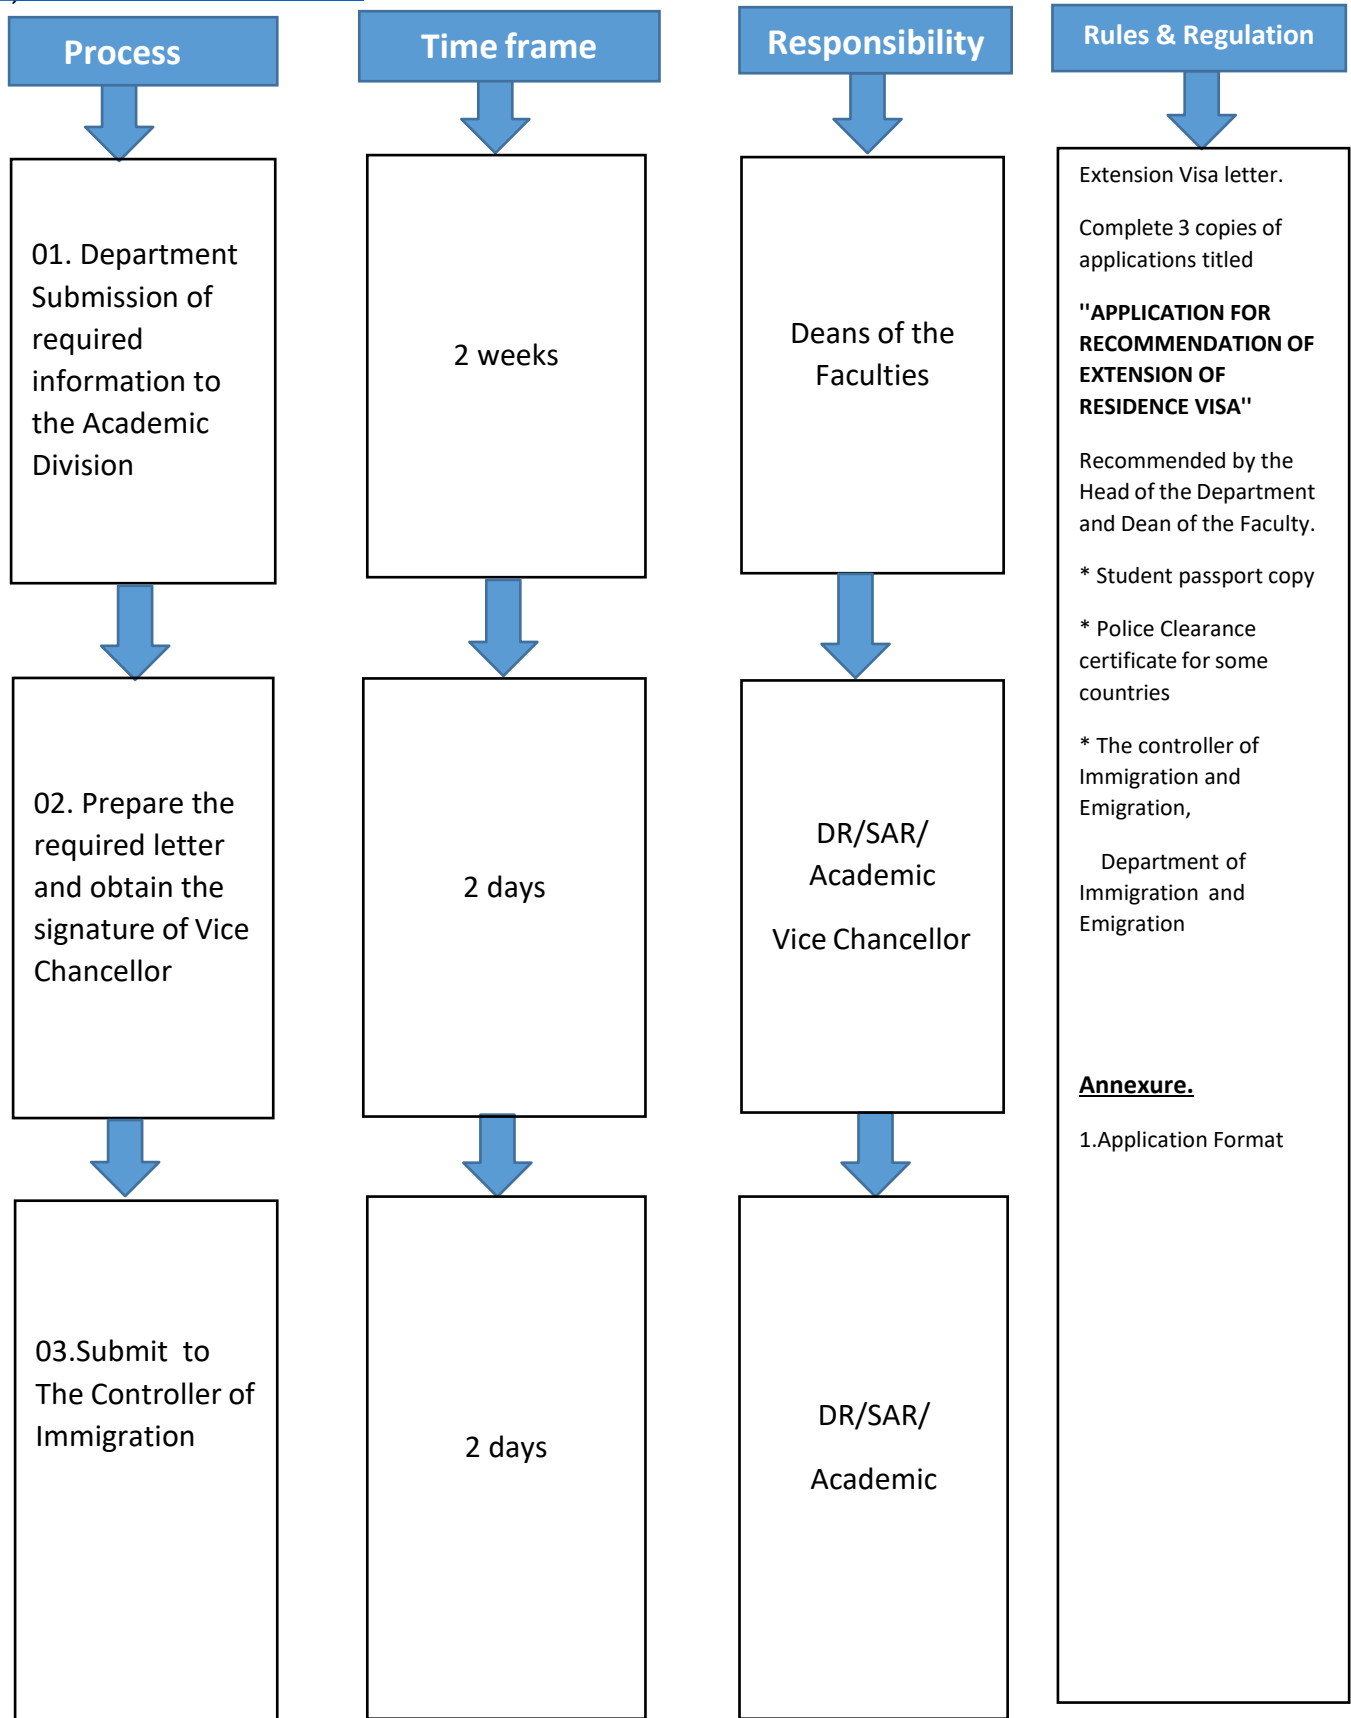 Process
Time frame
Responsibility
Rules & Regulation
01. Department
Submission of
required
information to
the Academic
Division
2 weeks
Deans of the
Faculties
Extension Visa letter.
Complete 3 copies of
applications titled
"APPLICATION FOR
RECOMMENDATION OF
EXTENSION OF
RESIDENCE VISA"
Recommended by the
Head of the Department
and Dean of the Faculty.
* Student passport copy
* Police Clearance
certificate for some
countries
* The controller of
Immigration and
Emigration,
Department of
Immigration and
Emigration
Annexure.
1.Application Format
02. Prepare the
required letter
and obtain the
signature of Vice
Chancellor
2 days
DR/SAR/
Academic
Vice Chancellor
03.Submit to
The Controller of
Immigration
2 days
DR/SAR/
Academic